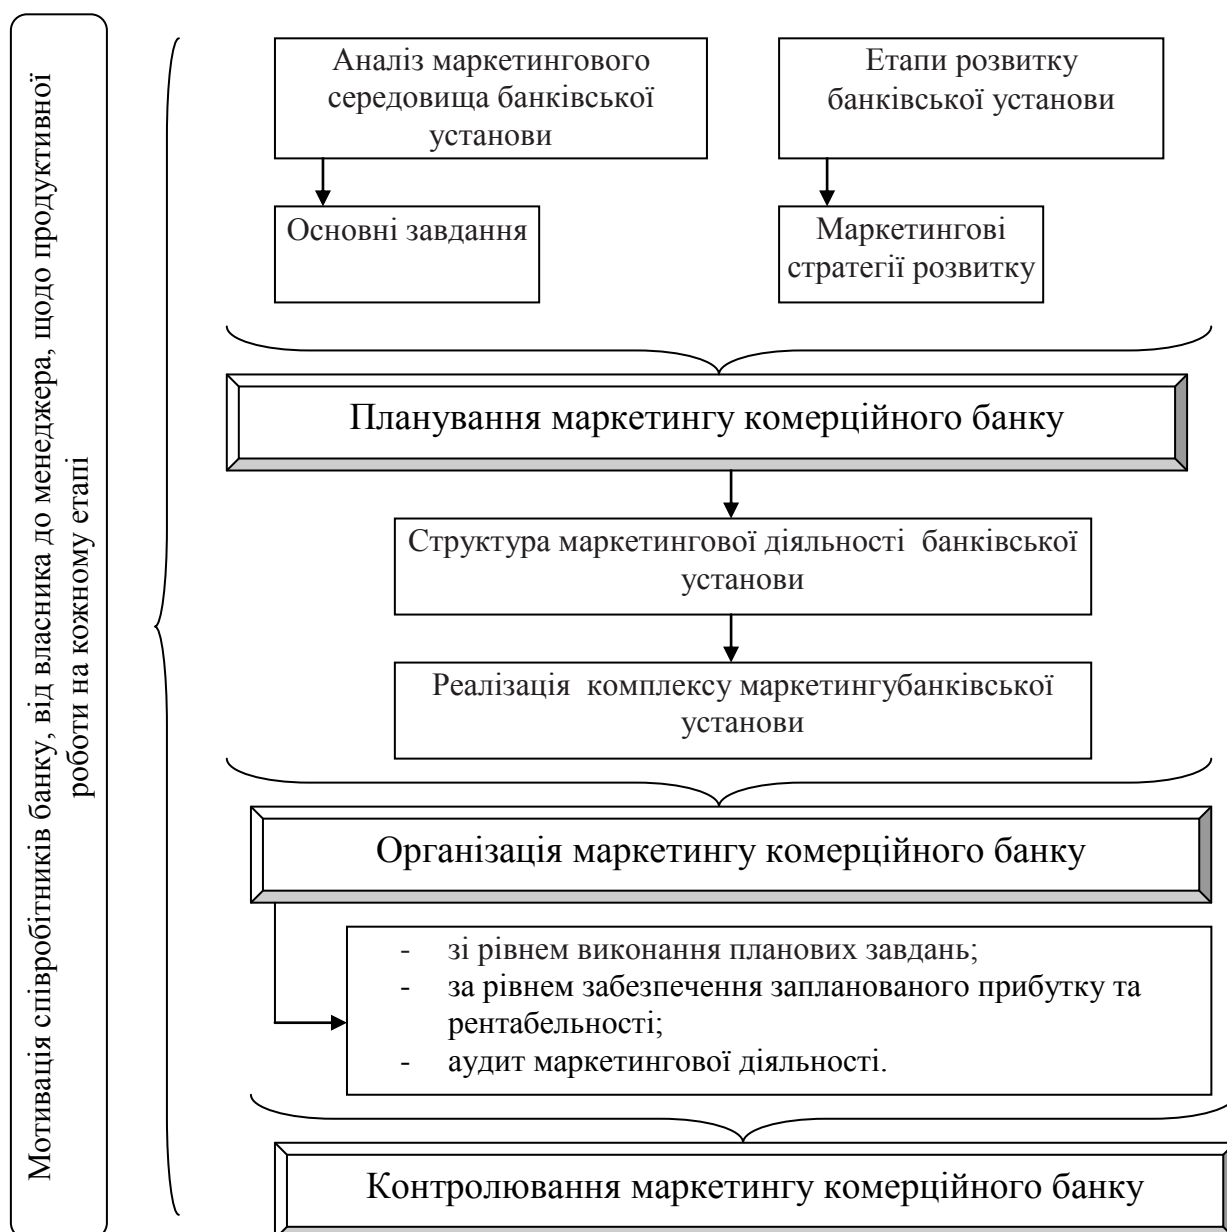 Мотивація співробітників банку, від власника до менеджера, щодо продуктивної
роботи на кожному етапі
Аналіз маркетингового
середовища банківської
установи
Етапи розвитку
банківської установи
Основні завдання
Маркетингові
стратегії розвитку
Планування маркетингу комерційного банку
Структура маркетингової діяльності банківської
установи
Реалізація комплексу маркетингубанківської
установи
Організація маркетингу комерційного банку
- зі рівнем виконання планових завдань;
- за рівнем забезпечення запланованого прибутку та
рентабельності;
- аудит маркетингової діяльності.
Контролювання маркетингу комерційного банку